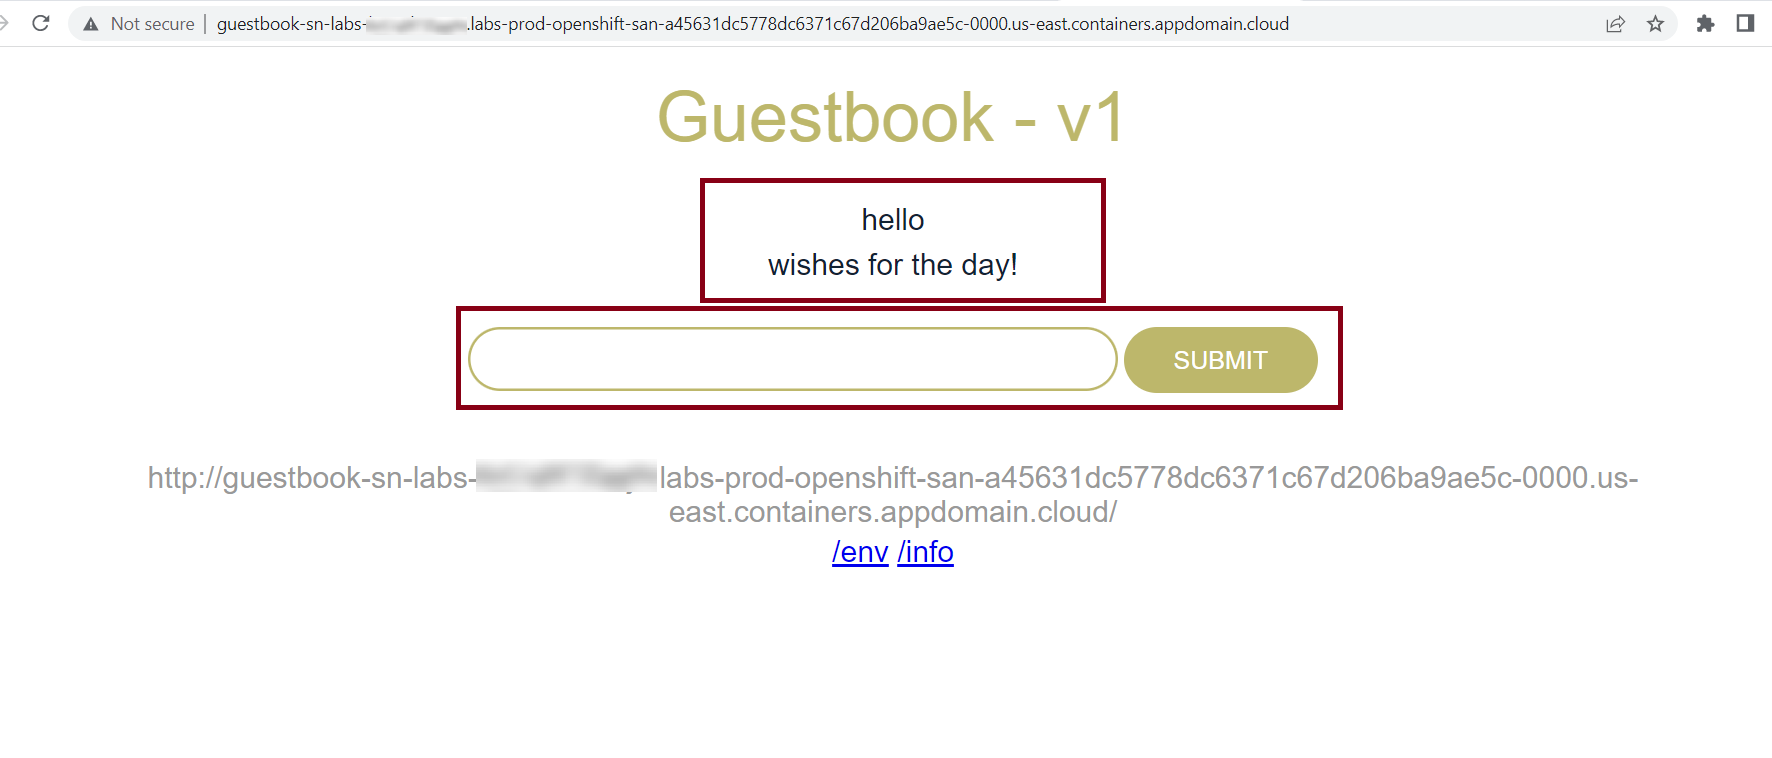 Not secure guestbook-sn-labs- .labs-prod-openshift-san-a45631dc5778dc6371c67d206ba9ae5c-0000.us-east.containers.appdomain.cloud
Guestbook - v1
hello
wishes for the day!
SUBMIT
http://guestbook-sn-labs- labs-prod-openshift-san-a45631dc5778dc6371c67d206ba9ae5c-0000.us-
east.containers.appdomain.cloud/
/env /info